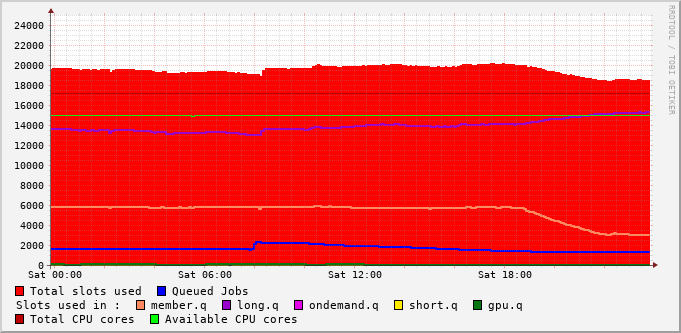 RRDTOOL / TOBI OETIKER
24000
22000
20000
18000
16000
14000
12000
10000
8000
6000
4000
2000
0
Sat 00:00 Sat 06:00 Sat 12:00 Sat 18:00
Total slots used Queued Jobs
Slots used in : member.q long.q ondemand.q short.q gpu.q
Total CPU cores Available CPU cores